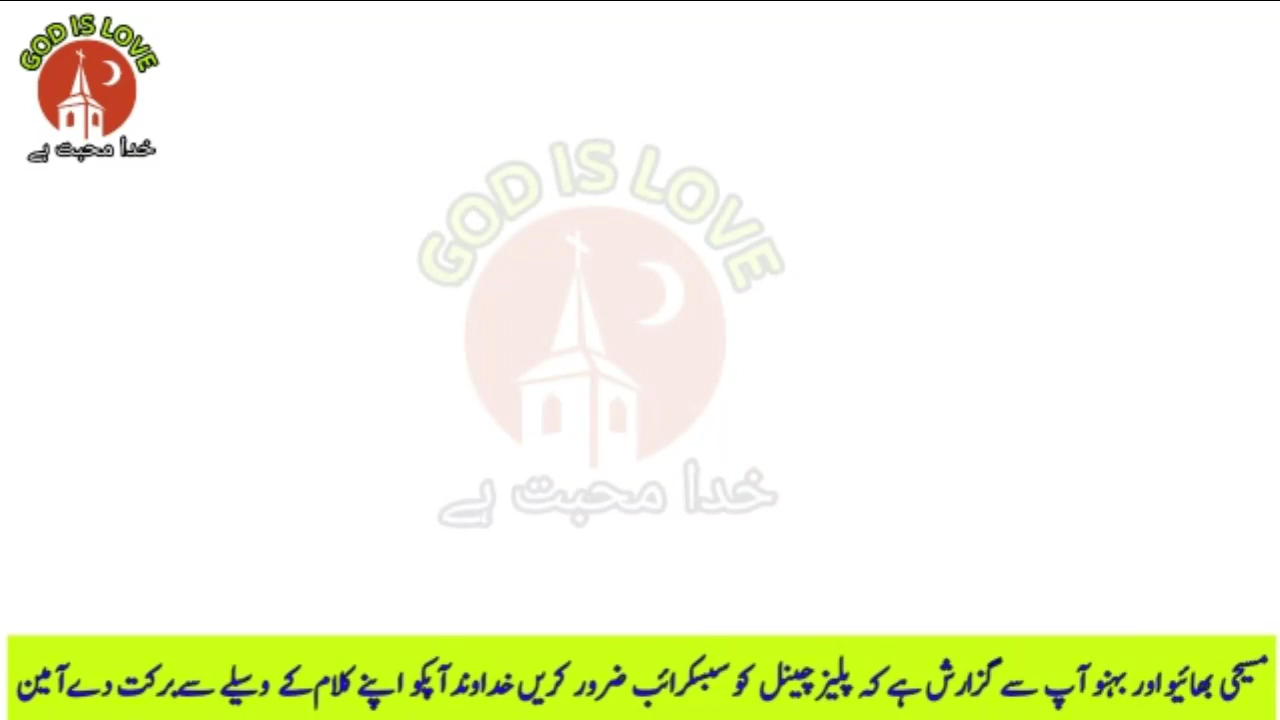 GOD IS LOVE
خدا محبت ہے
GOD IS LOVE
خدا محبت ہے
مسیحی بھائیو اور بہنو آپ سے گزارش ہے کہ پلیز چینل کو سبسکرائب ضرور کریں خداوند آپکو اپنے کلام کے وسیلے سے برکت دے آمین